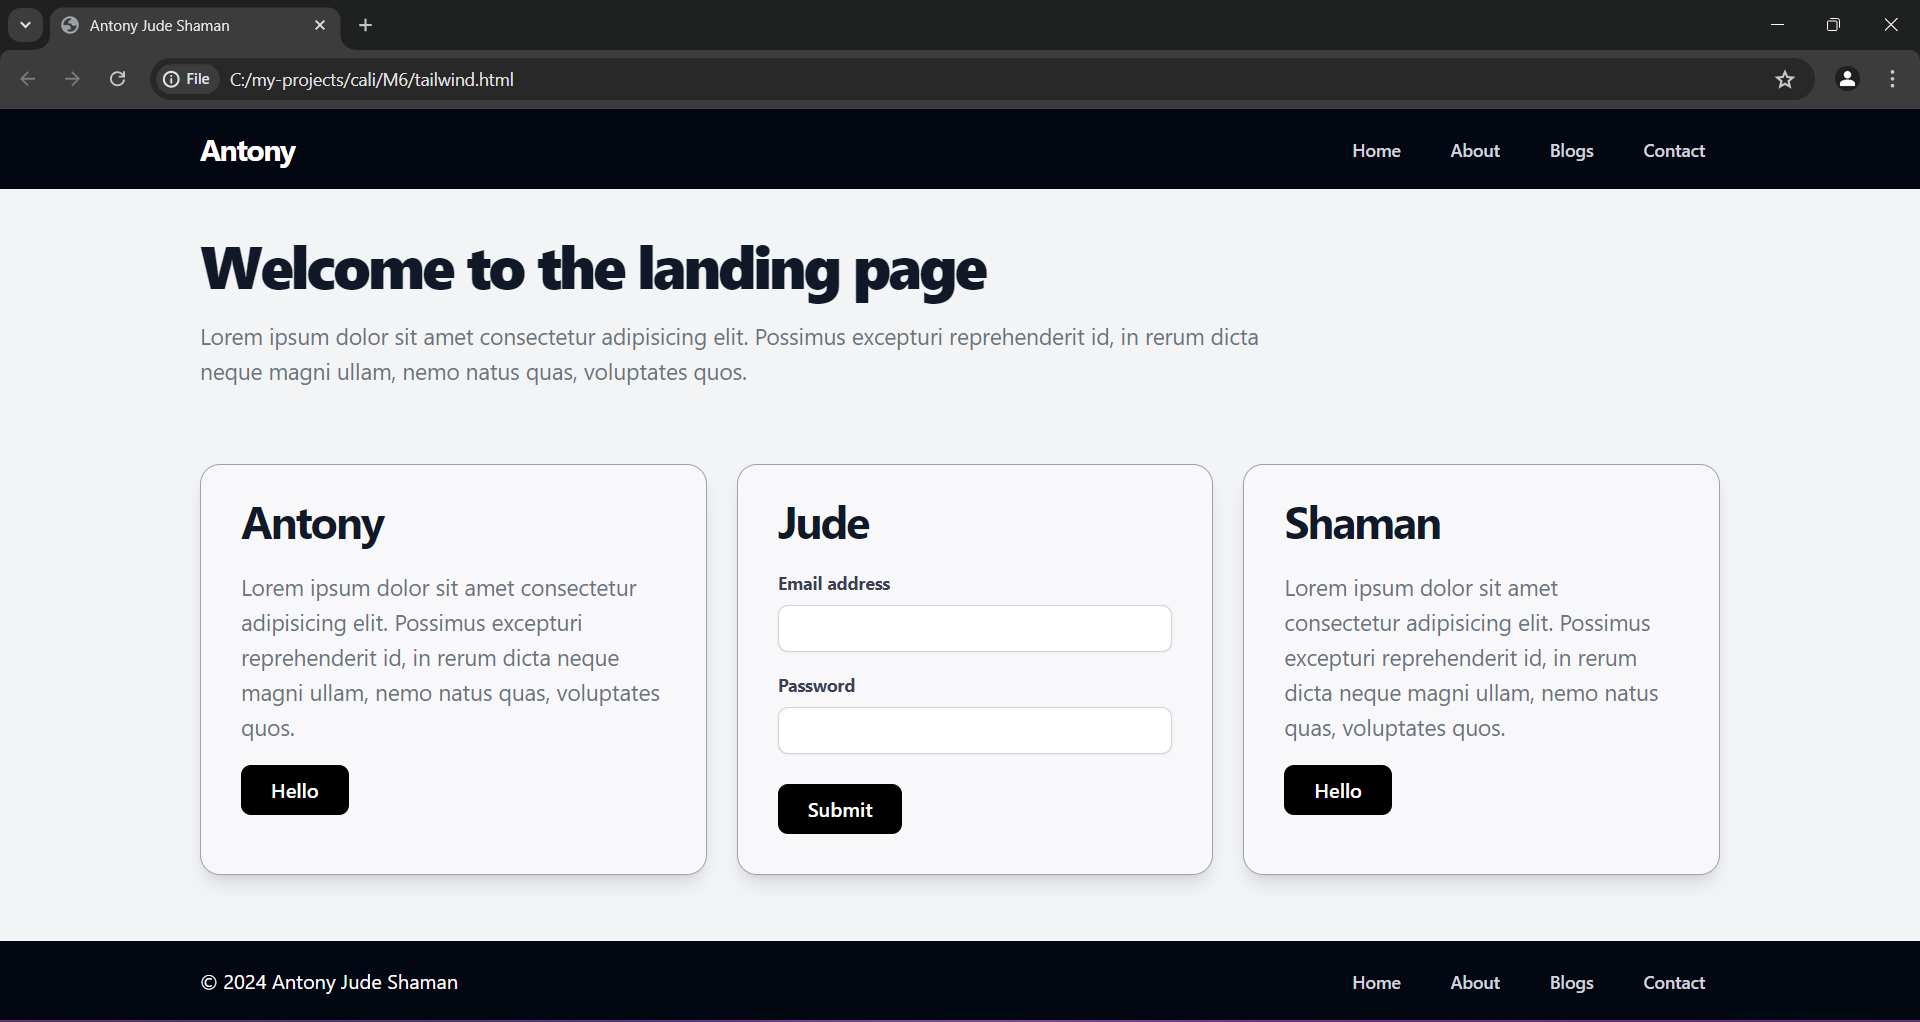 Antony Jude Shaman
File C:/my-projects/cali/M6/tailwind.html
Antony Home About Blogs Contact
Welcome to the landing page
Lorem ipsum dolor sit amet consectetur adipisicing elit. Possimus excepturi reprehenderit id, in rerum dicta
neque magni ullam, nemo natus quas, voluptates quos.
Antony
Lorem ipsum dolor sit amet consectetur
adipisicing elit. Possimus excepturi
reprehenderit id, in rerum dicta neque
magni ullam, nemo natus quas, voluptates
quos.
Hello
Jude
Email address
Password
Submit
Shaman
Lorem ipsum dolor sit amet
consectetur adipisicing elit. Possimus
excepturi reprehenderit id, in rerum
dicta neque magni ullam, nemo natus
quas, voluptates quos.
Hello
© 2024 Antony Jude Shaman Home About Blogs Contact